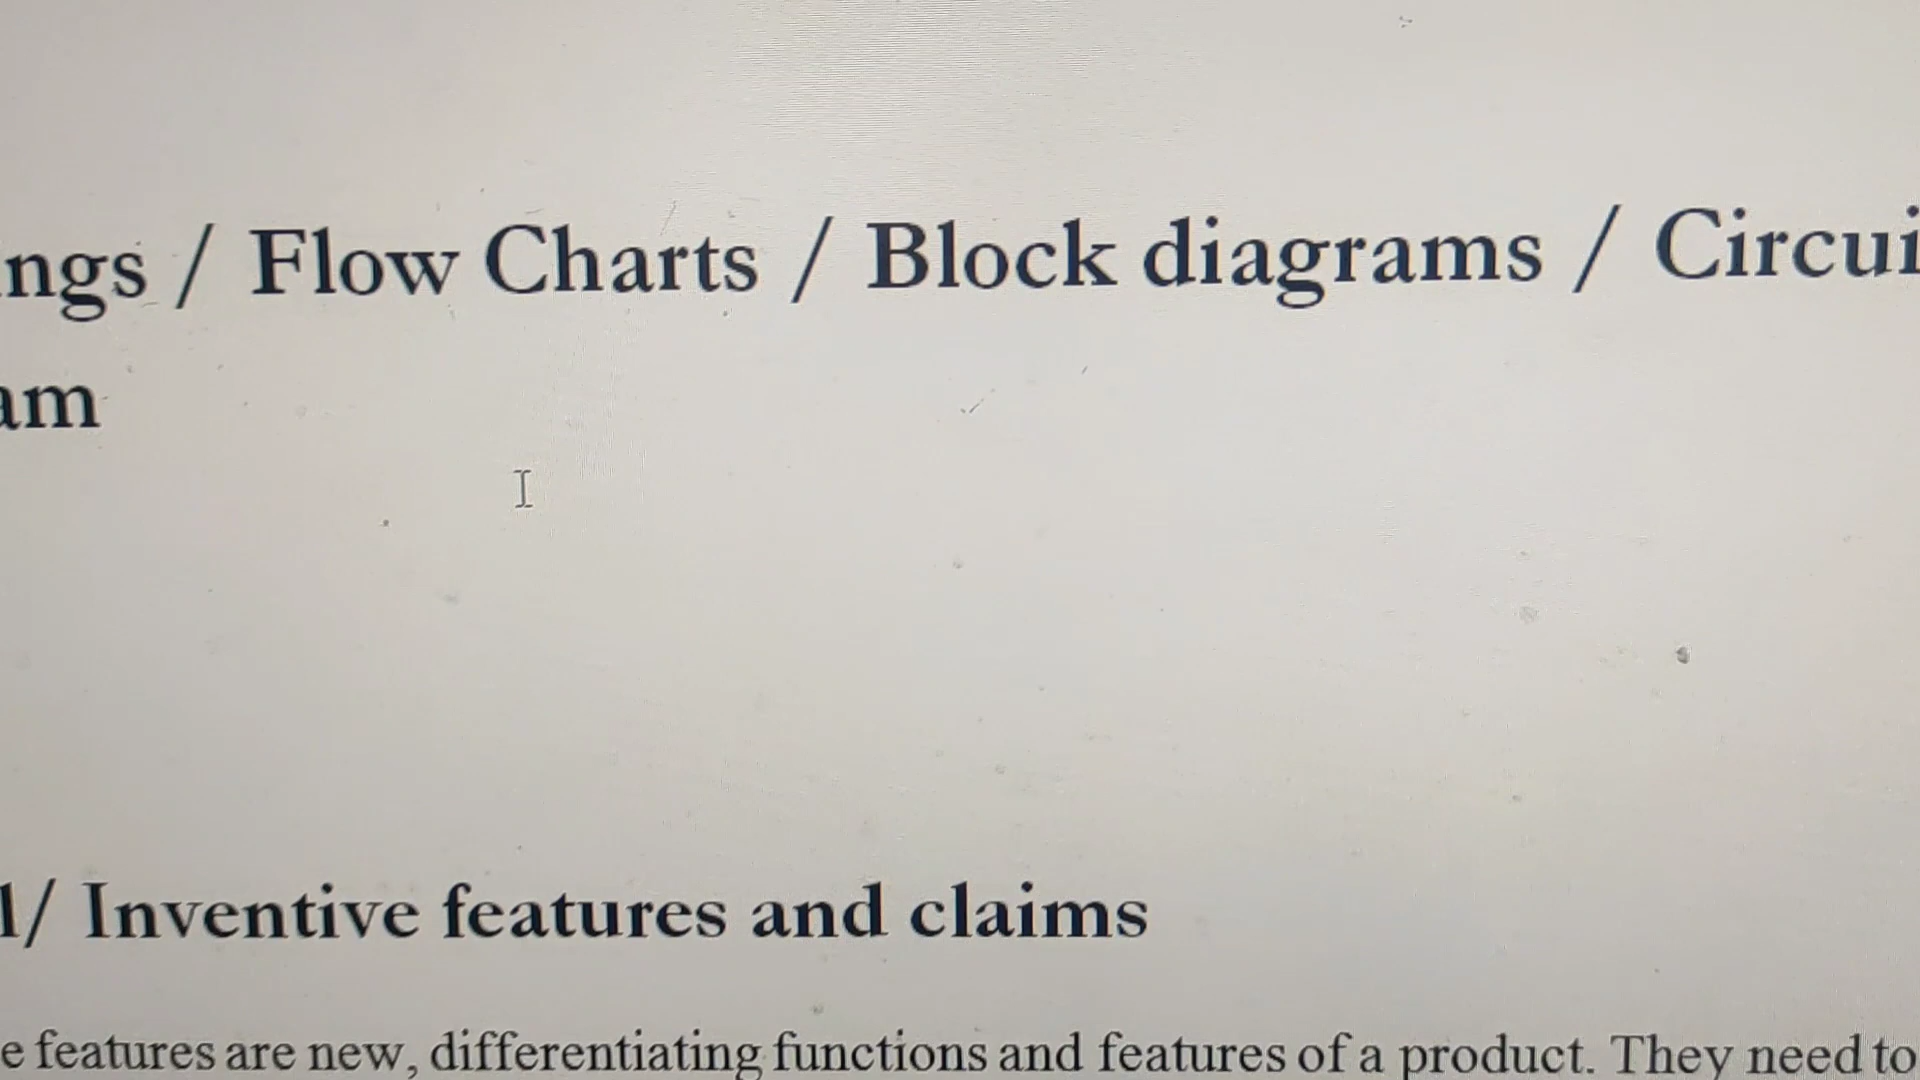 ngs / Flow Charts / Block diagrams / Circui
am
l/ Inventive features and claims
e features are new, differentiating functions and features of a product. They need to